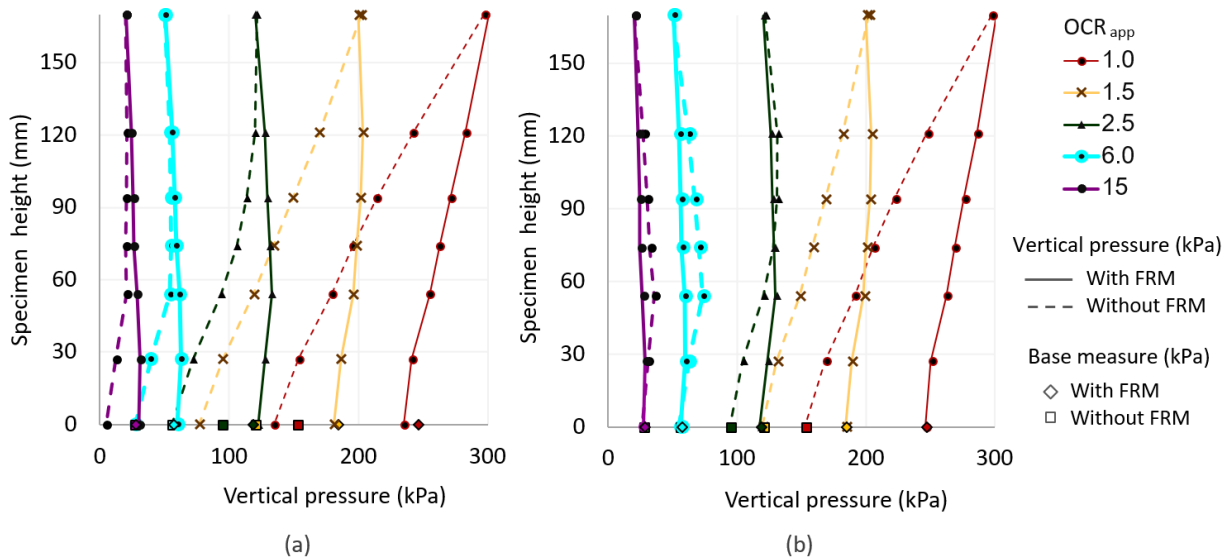 Specimen height (mm)
150
120
90
60
30
0
0
100
200
300
Vertical pressure (kPa)
(a)
Specimen height (mm)
150
120
90
60
30
0
0
100
200
300
Vertical pressure (kPa)
(b)
OCR app
1.0
1.5
2.5
6.0
15
Vertical pressure (kPa)
With FRM
Without FRM
Base measure (kPa)
With FRM
Without FRM